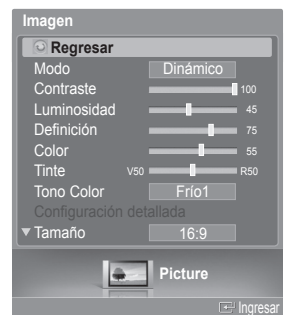 Imagen
Regresar
Modo Dinámico
Contraste 100
Luminosidad 45
Definición 75
Color 55
Tinte V50 R50
Tono Color Frío1
Configuración detallada
▼ Tamaño 16:9
Picture
Ingresar